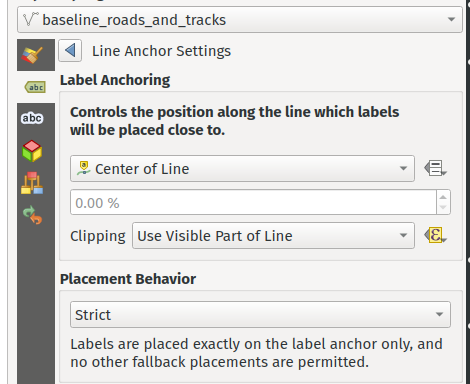 baseline_roads_and_tracks
Line Anchor Settings
abc
Label Anchoring
Controls the position along the line which labels
will be placed close to.
abc
Center of Line
0.00 %
Clipping Use Visible Part of Line
Placement Behavior
Strict
Labels are placed exactly on the label anchor only, and
no other fallback placements are permitted.